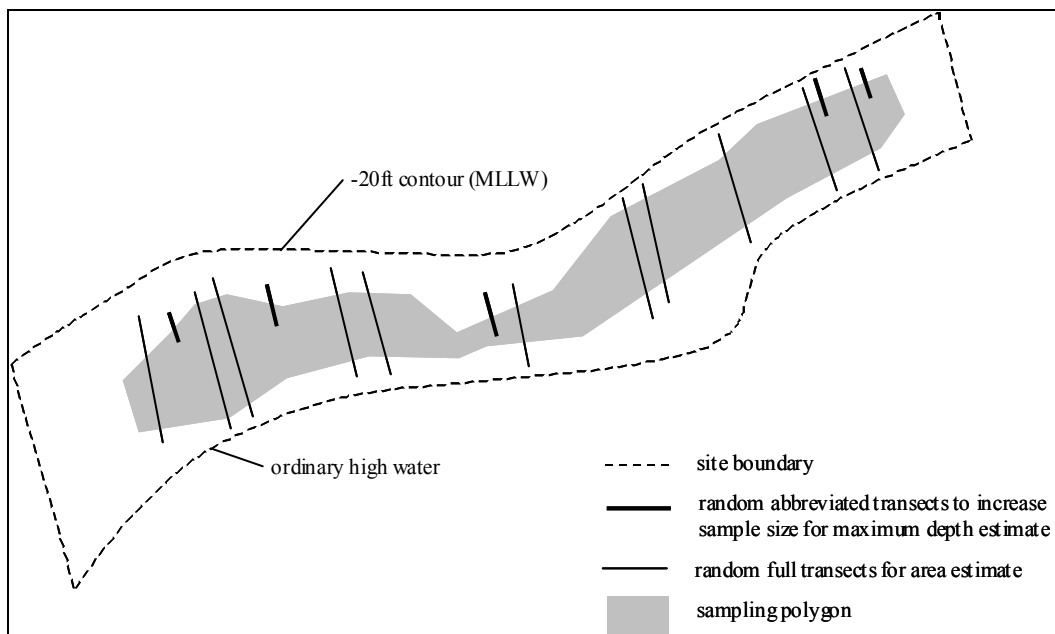 -20ft contour (MLLW)
ordinary high water
site boundary
random abbreviated transects to increase
sample size for maximum depth estimate
random full transects for area estimate
sampling polygon